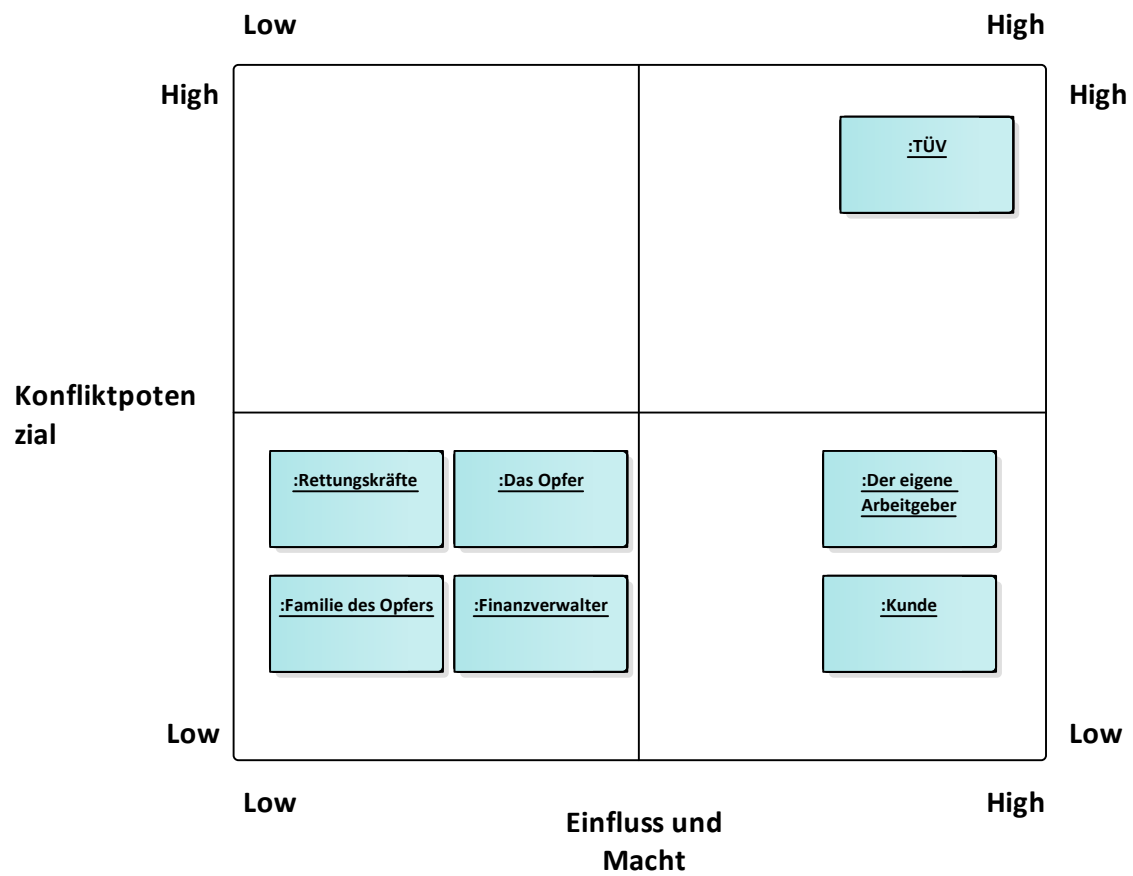 Low
High
High
High
:TÜV
Konfliktpoten
zial
:Rettungskräfte
:Das Opfer
:Der eigene
Arbeitgeber
:Familie des Opfers
:Finanzverwalter
:Kunde
Low
Low
Low
High
Einfluss und
Macht